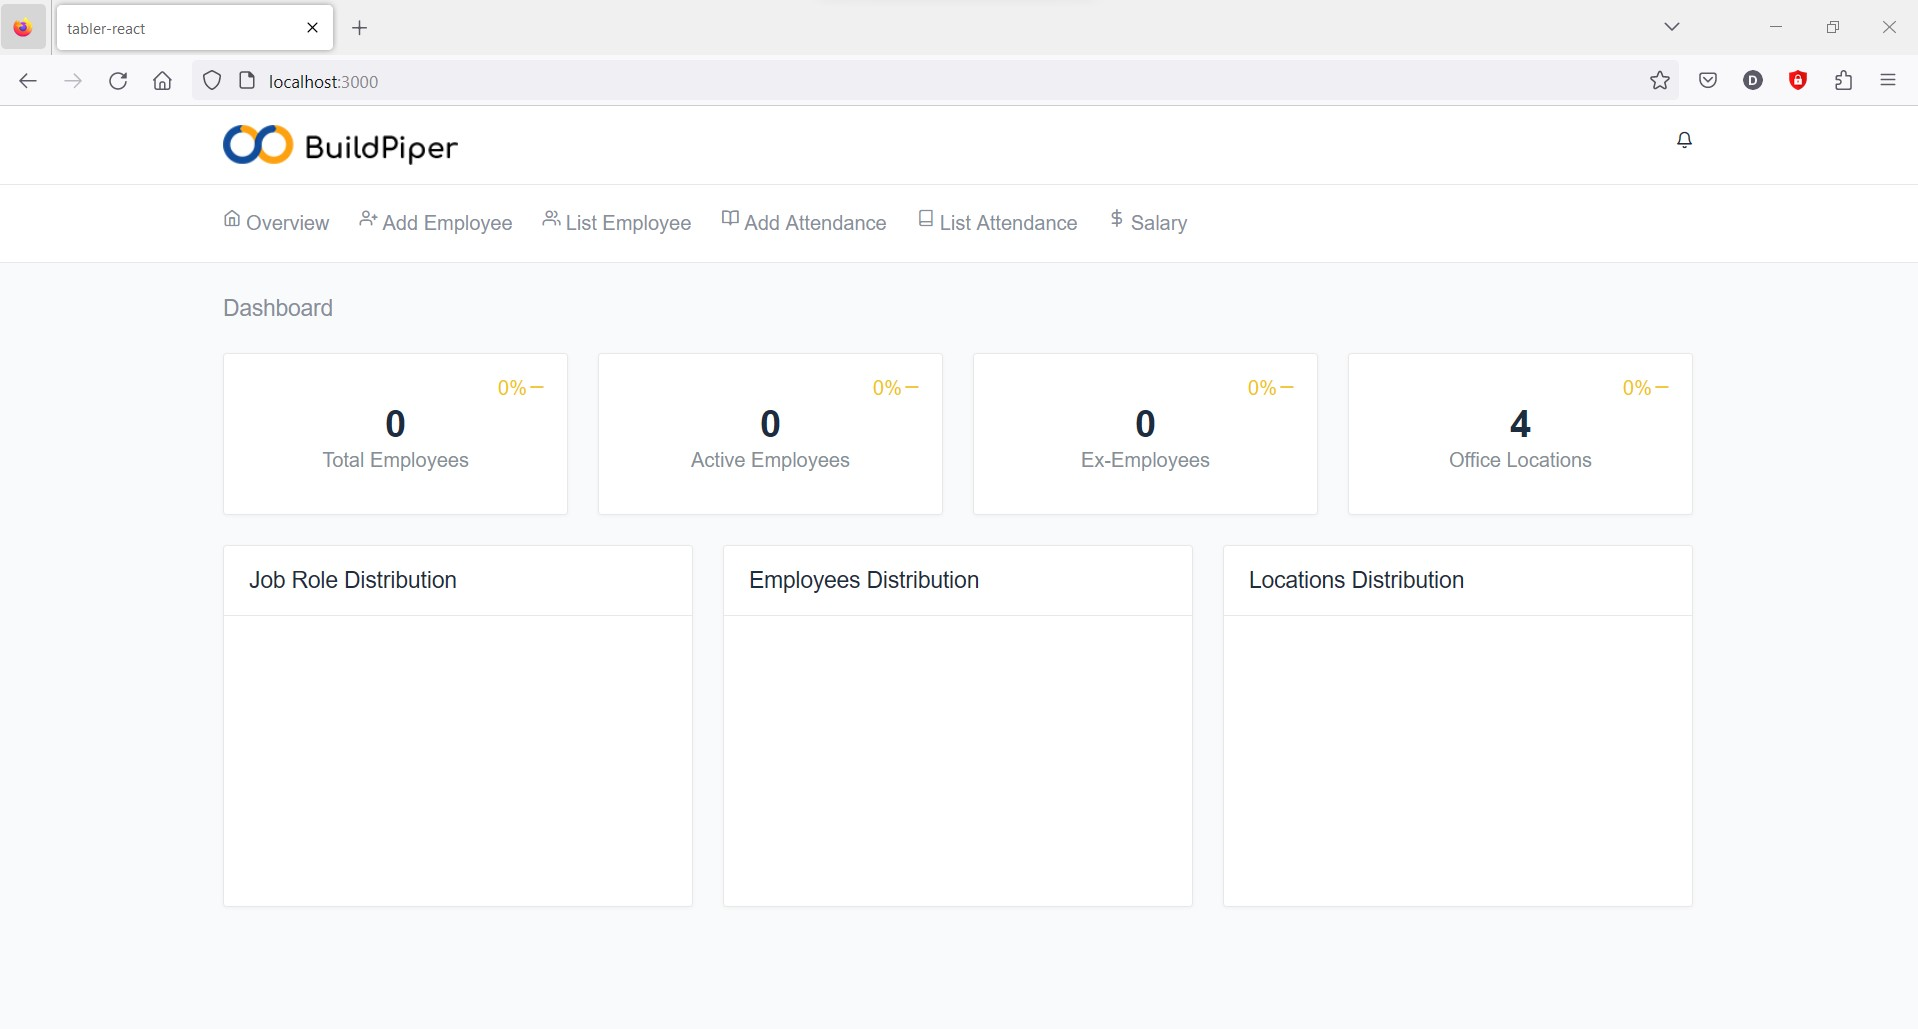 tabler-react
localhost:3000
D
BuildPiper
Overview Add Employee List Employee Add Attendance List Attendance Salary
Dashboard
0% 0% 0% 0%
0 0 0 4
Total Employees Active Employees Ex-Employees Office Locations
Job Role Distribution Employees Distribution Locations Distribution